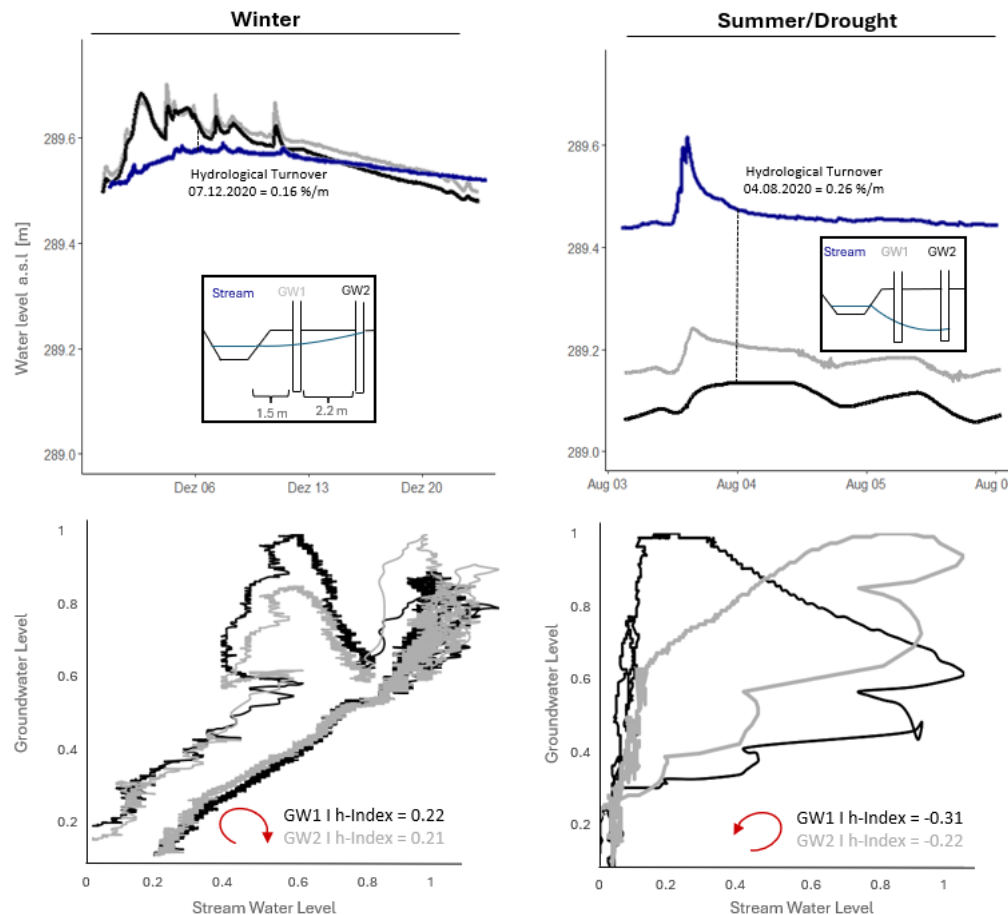 Winter
Summer/Drought
Water level a.s.l [m]
289.6
289.4
289.2
289.0
Hydrological Turnover
07.12.2020 = 0.16 %/m
Stream
GW1
GW2
1.5 m
2.2 m
Dez 06
Dez 13
Dez 20
289.6
289.4
289.2
289.0
Hydrological Turnover
04.08.2020 = 0.26 %/m
Stream
GW1
GW2
Aug 03
Aug 04
Aug 05
Aug 0
Groundwater Level
1
0.8
0.6
0.4
0.2
GW1 I h-Index = 0.22
GW2 I h-Index = 0.21
0
0.2
0.4
0.6
0.8
1
Stream Water Level
Groundwater Level
1
0.8
0.6
0.4
0.2
GW1 I h-Index = -0.31
GW2 I h-Index = -0.22
0
0.2
0.4
0.6
0.8
1
Stream Water Level